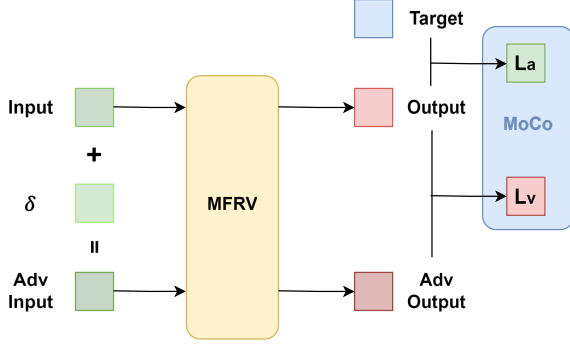 Target
La
Input
Output
MoCo
+
δ
MFRV
Lv
=
Adv
Input
Adv
Output